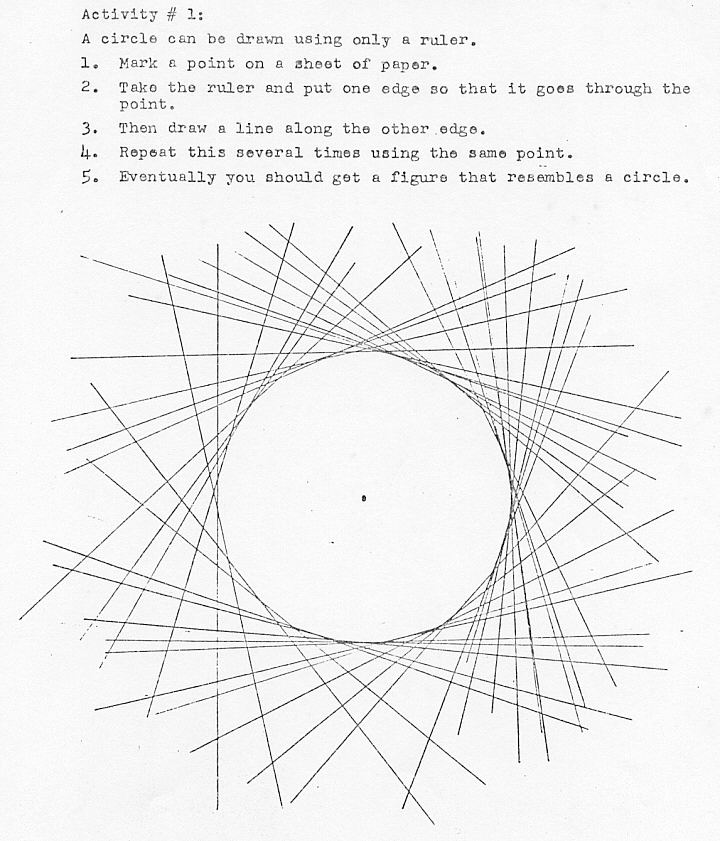 Activity # 1:
A circle can be drawn using only a ruler.
1. Mark a point on a sheet of paper.
2. Take the ruler and put one edge so that it goes through the
point.
3. Then draw a line along the other edge.
4. Repeat this several times using the same point.
5. Eventually you should get a figure that resembles a circle.